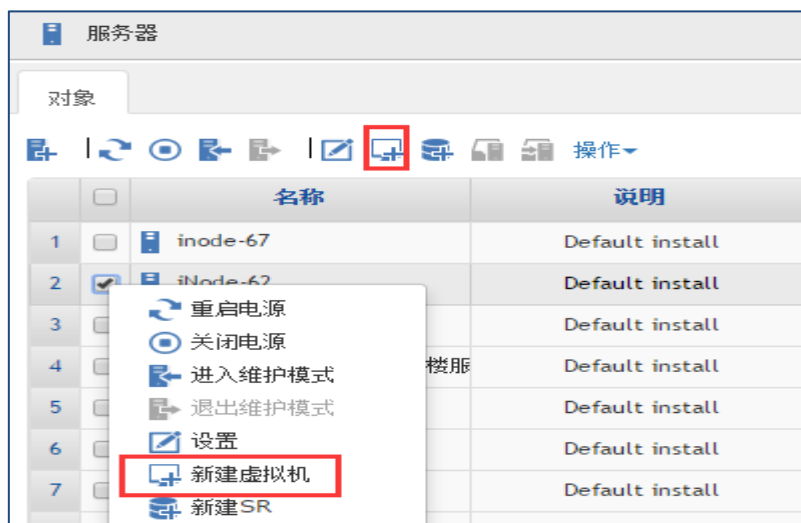 服务器
对象
操作
名称 说明
1 inode-67 Default install
2 iNode-62 Default install
重启电源
3 Default install
关闭电源
4 楼服 Default install
进入维护模式
5 退出维护模式 Default install
6 设置 Default install
7 新建虚拟机 Default install
新建SR